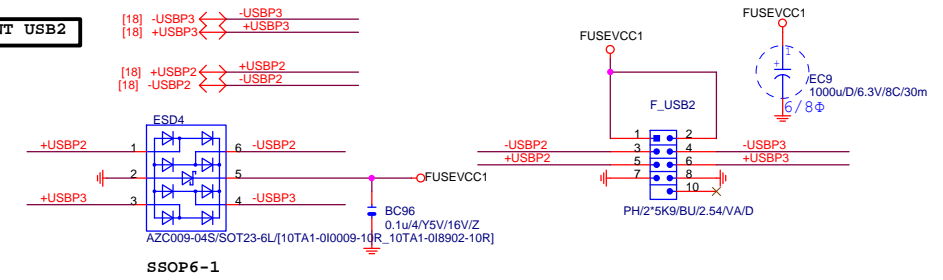 NT USB2
[18] -USBP3 -USBP3
[18] +USBP3 +USBP3
[18] +USBP2 +USBP2
[18] -USBP2 -USBP2
ESD4
+USBP2 1 6 -USBP2
2 5 FUSEVCC1
+USBP3 3 4 -USBP3
BC96
0.1u/4/Y5V/16V/Z
AZC009-04S/SOT23-6L/[10TA1-0I0009-10R_10TA1-0I8902-10R]
SSOP6-1
FUSEVCC1
F_USB2
1 2
-USBP2 3 4 -USBP3
+USBP2 5 6 +USBP3
7 8
10
PH/2*5K9/BU/2.54/VA/D
FUSEVCC1
1
+
EC9
1000u/D/6.3V/8C/30m
6/8Φ